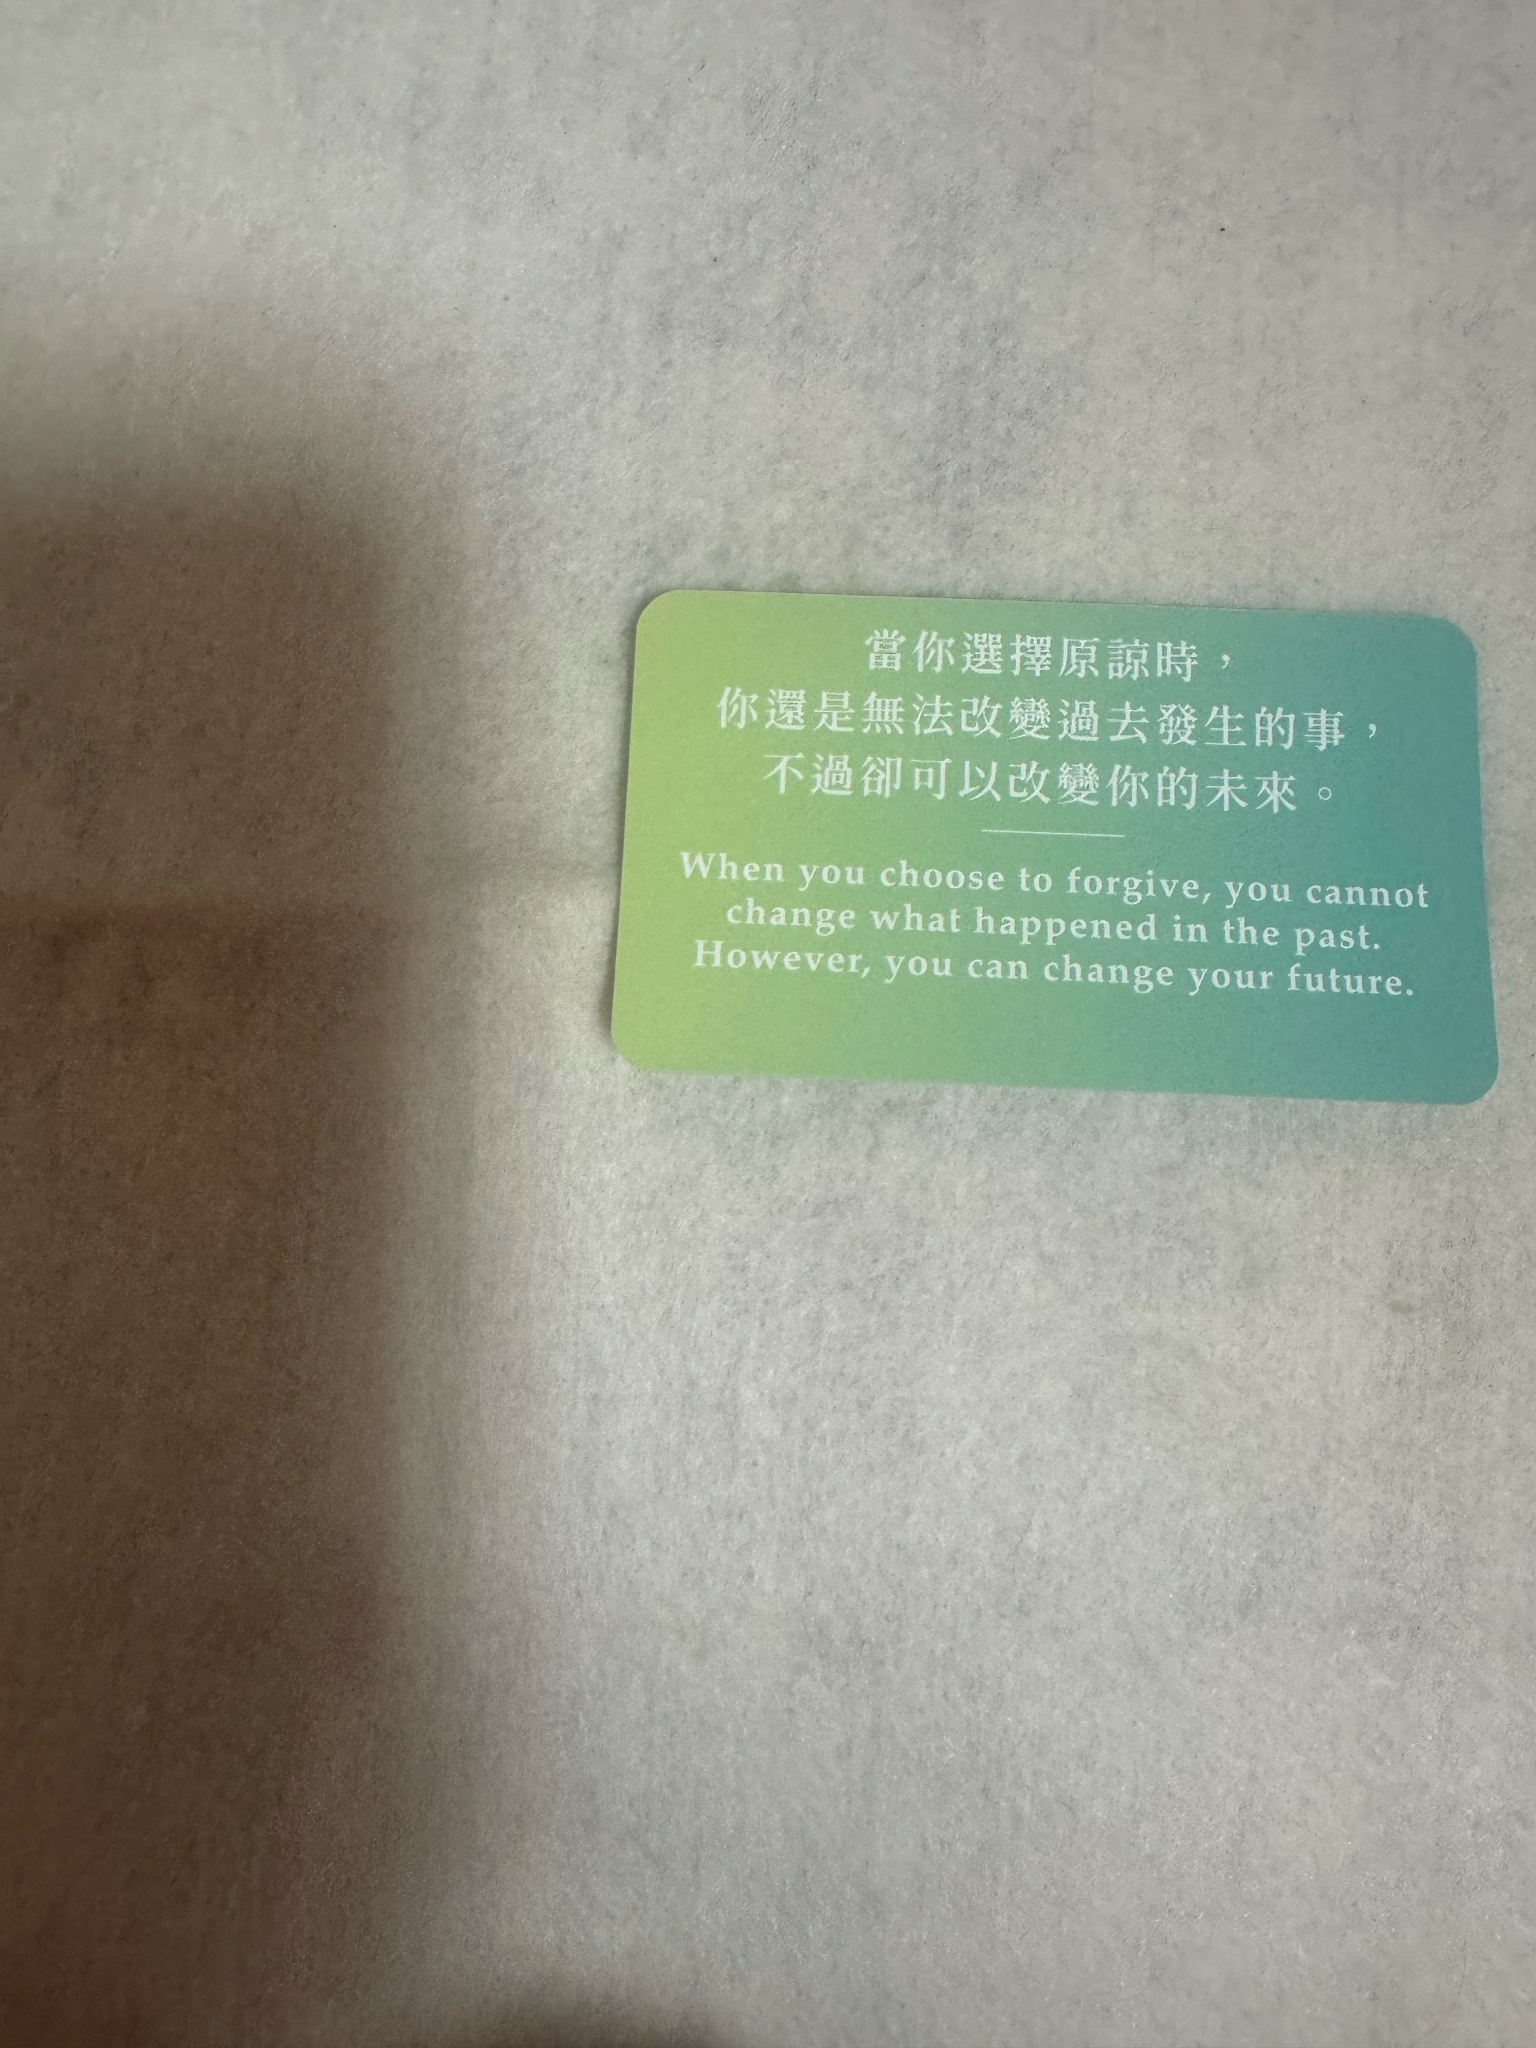 當你選擇原諒時，
你還是無法改變過去發生的事，
不過卻可以改變你的未來。
When you choose to forgive, you cannot
change what happened in the past.
However, you can change your future.